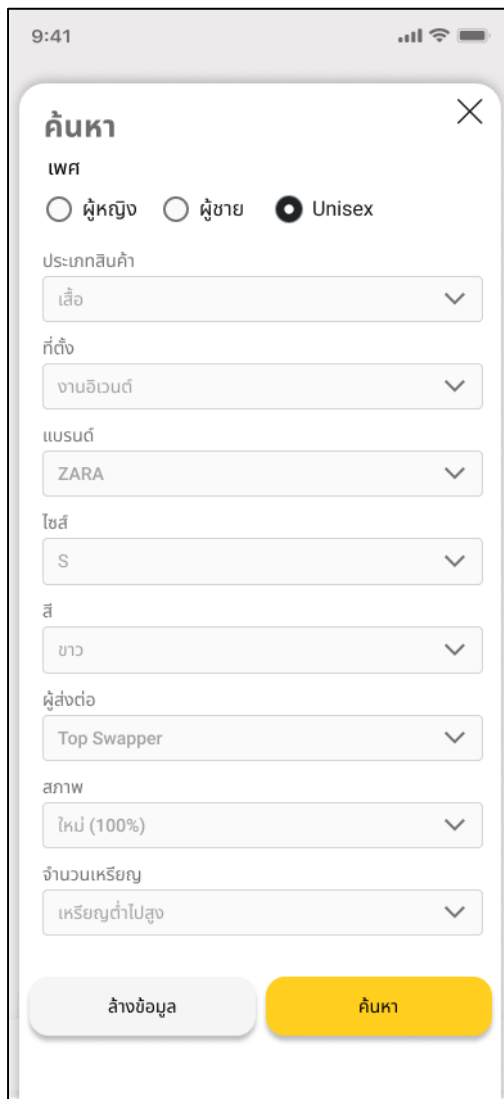 9:41
ค้นหา
เพศ
ผู้หญิง ผู้ชาย Unisex
ประเภทสินค้า
เสื้อ
ที่ตั้ง
งานอิเวนต์
แบรนด์
ZARA
ไซส์
S
สี
ขาว
ผู้ส่งต่อ
Top Swapper
สภาพ
ใหม่ (100%)
จำนวนเหรียญ
เหรียญต่ำไปสูง
ล้างข้อมูล ค้นหา